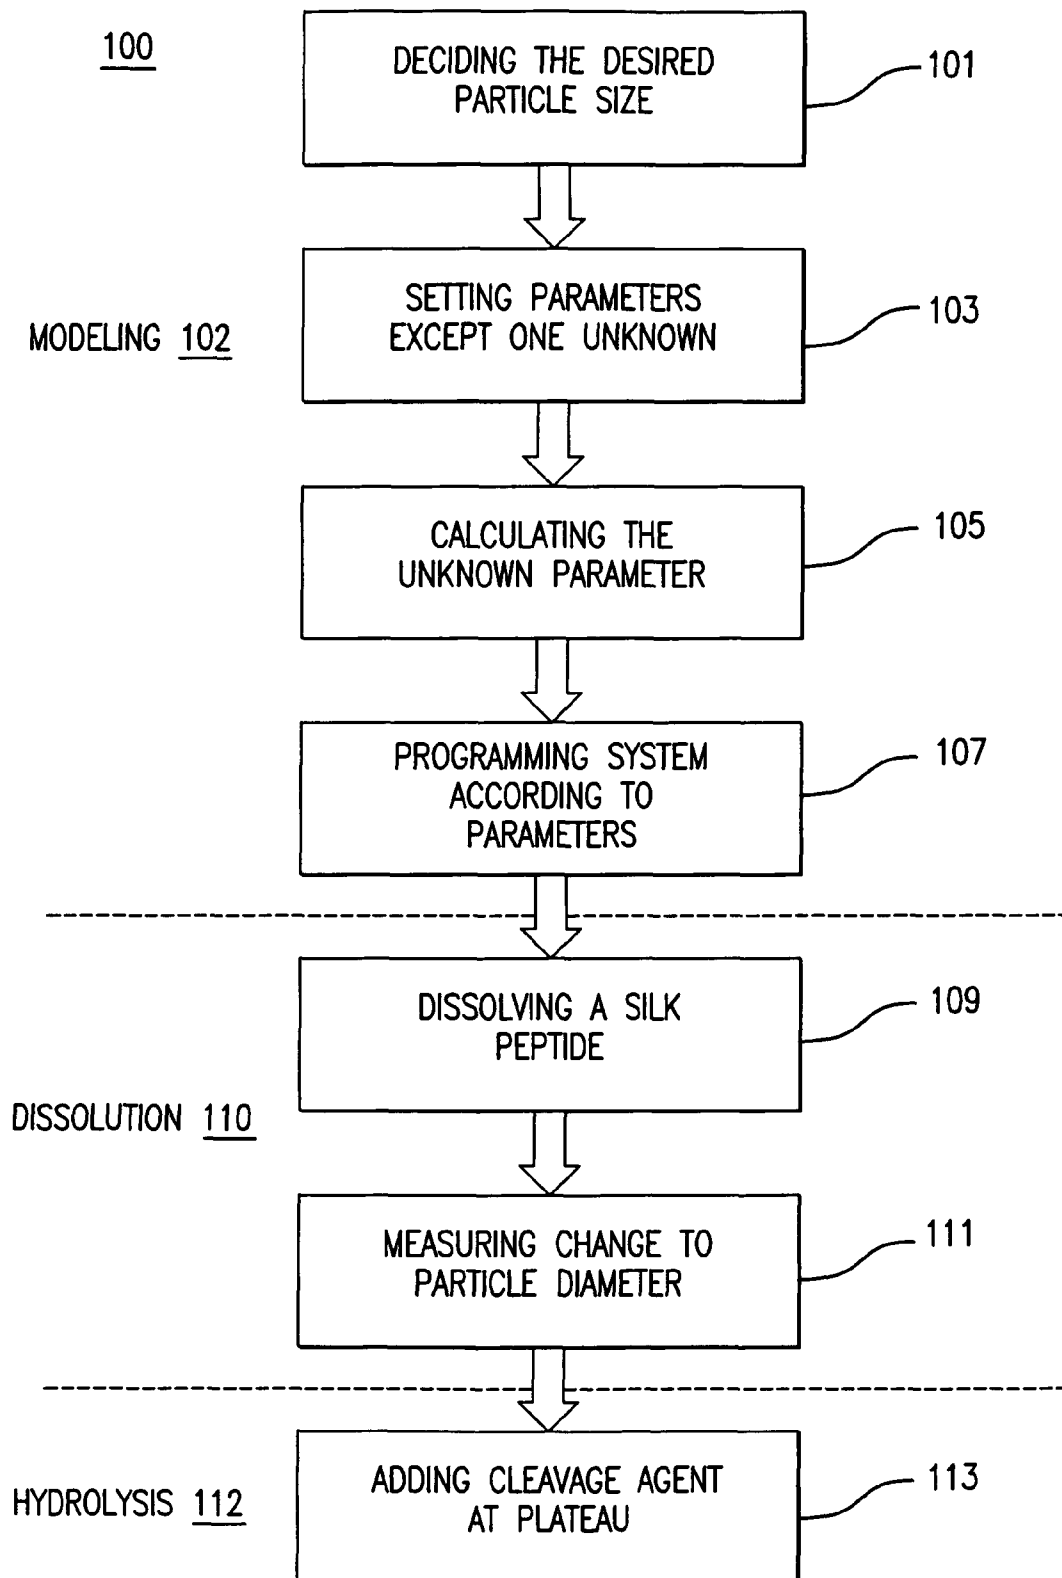 100
DECIDING THE DESIRED
PARTICLE SIZE
101
MODELING 102
SETTING PARAMETERS
EXCEPT ONE UNKNOWN
103
CALCULATING THE
UNKNOWN PARAMETER
105
PROGRAMMING SYSTEM
ACCORDING TO
PARAMETERS
107
DISSOLUTION 110
DISSOLVING A SILK
PEPTIDE
109
MEASURING CHANGE TO
PARTICLE DIAMETER
111
HYDROLYSIS 112
ADDING CLEAVAGE AGENT
AT PLATEAU
113